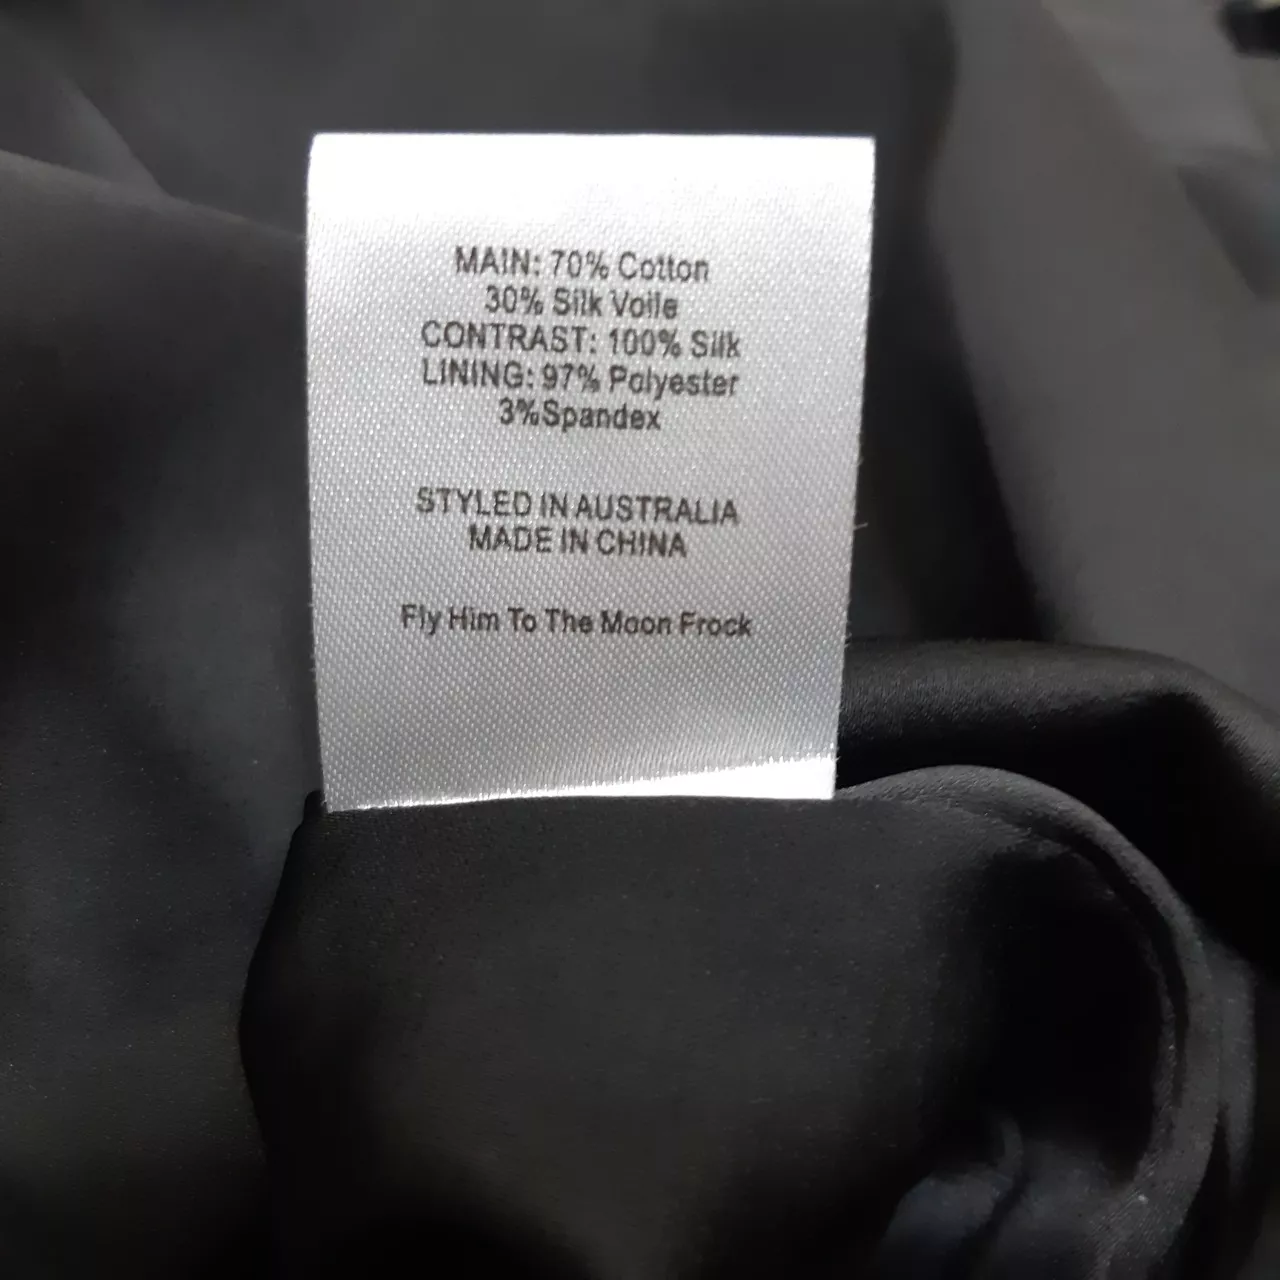 MAIN: 70% Cotton
30% Silk Voile
CONTRAST: 100% Silk
LINING: 97% Polyester
3%Spandex
STYLED IN AUSTRALIA
MADE IN CHINA
Fly Him To The Moon Frock